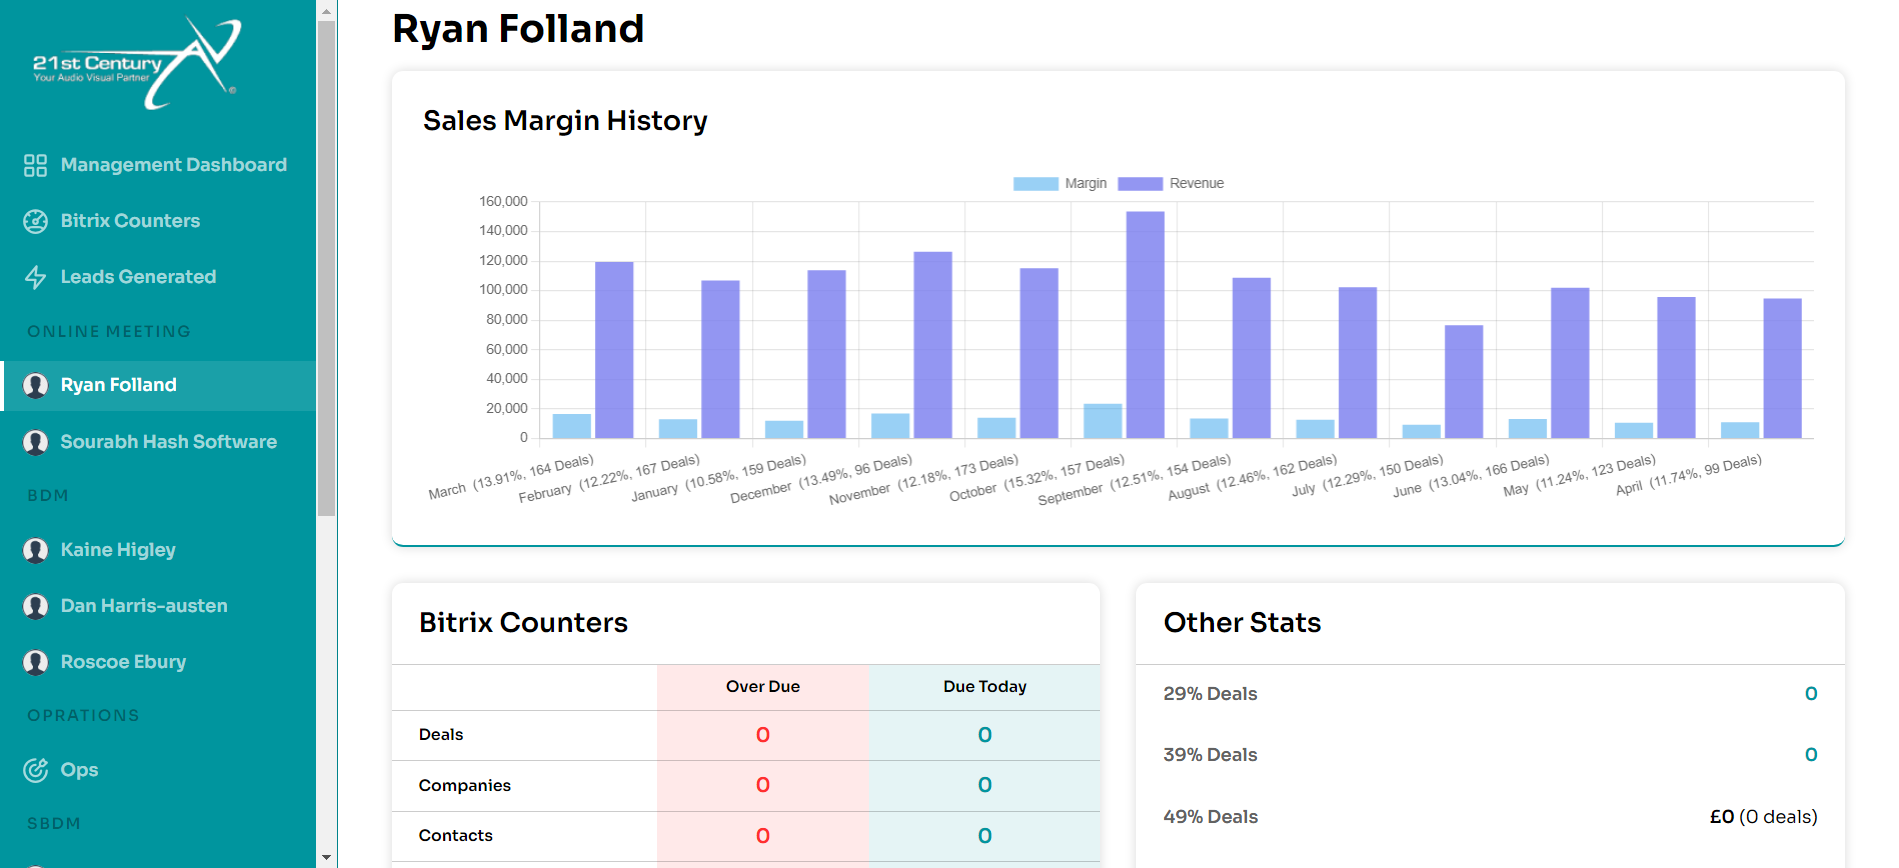 21st Century
Your Audio Visual Partner
Management Dashboard
Bitrix Counters
Leads Generated
ONLINE MEETING
Ryan Folland
Sourabh Hash Software
BDM
Kaine Higley
Dan Harris-austen
Roscoe Ebury
OPRATIONS
Ops
SBDM
Ryan Folland
Sales Margin History
Margin
Revenue
160,000
140,000
120,000
100,000
80,000
60,000
40,000
20,000
0
March (13.91%, 164 Deals)
February (12.22%, 167 Deals)
January (10.58%, 159 Deals)
December (13.49%, 96 Deals)
November (12.18%, 173 Deals)
October (15.32%, 157 Deals)
September (12.51%, 154 Deals)
August (12.46%, 162 Deals)
July (12.29%, 150 Deals)
June (13.04%, 166 Deals)
May (11.24%, 123 Deals)
April (11.74%, 99 Deals)
Bitrix Counters
Over Due Due Today
Deals 0 0
Companies 0 0
Contacts 0 0
Other Stats
29% Deals 0
39% Deals 0
49% Deals £0 (0 deals)